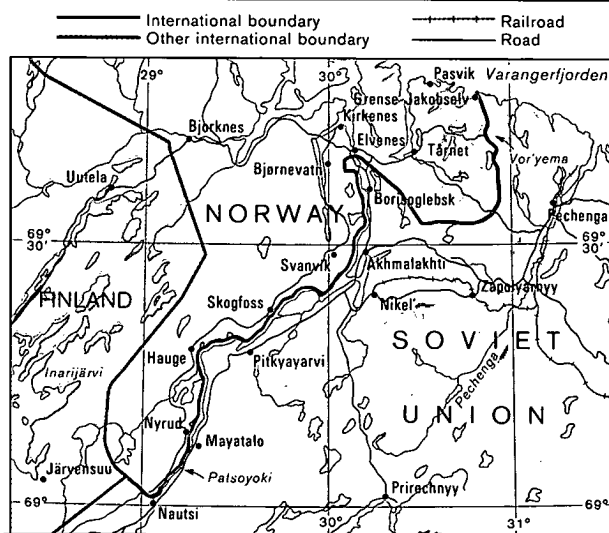 International boundary
Railroad
Other international boundary
Road
29°
30°
31°
Pasvik
Varangerfjorden
Grense-Jakobselv
Kirkenes
Bjorknes
Elvenes
Tårnet
Vor'yema
Bjørnevatn
Uutela
Borisoglebsk
Pechenga
NORWAY
69°
30'
69°
30'
Svanvik
Akhmalakhti
FINLAND
Skogfoss
Nikel'
Zapolyarnyy
SOVIET
Hauge
Pitkyayarvi
Inarijärvi
Pechenga
UNION
Nyrud
Mayatalo
Järvensuu
Patsoyoki
Prirechnyy
69°
Nautsi
69°
29°
30°
31°